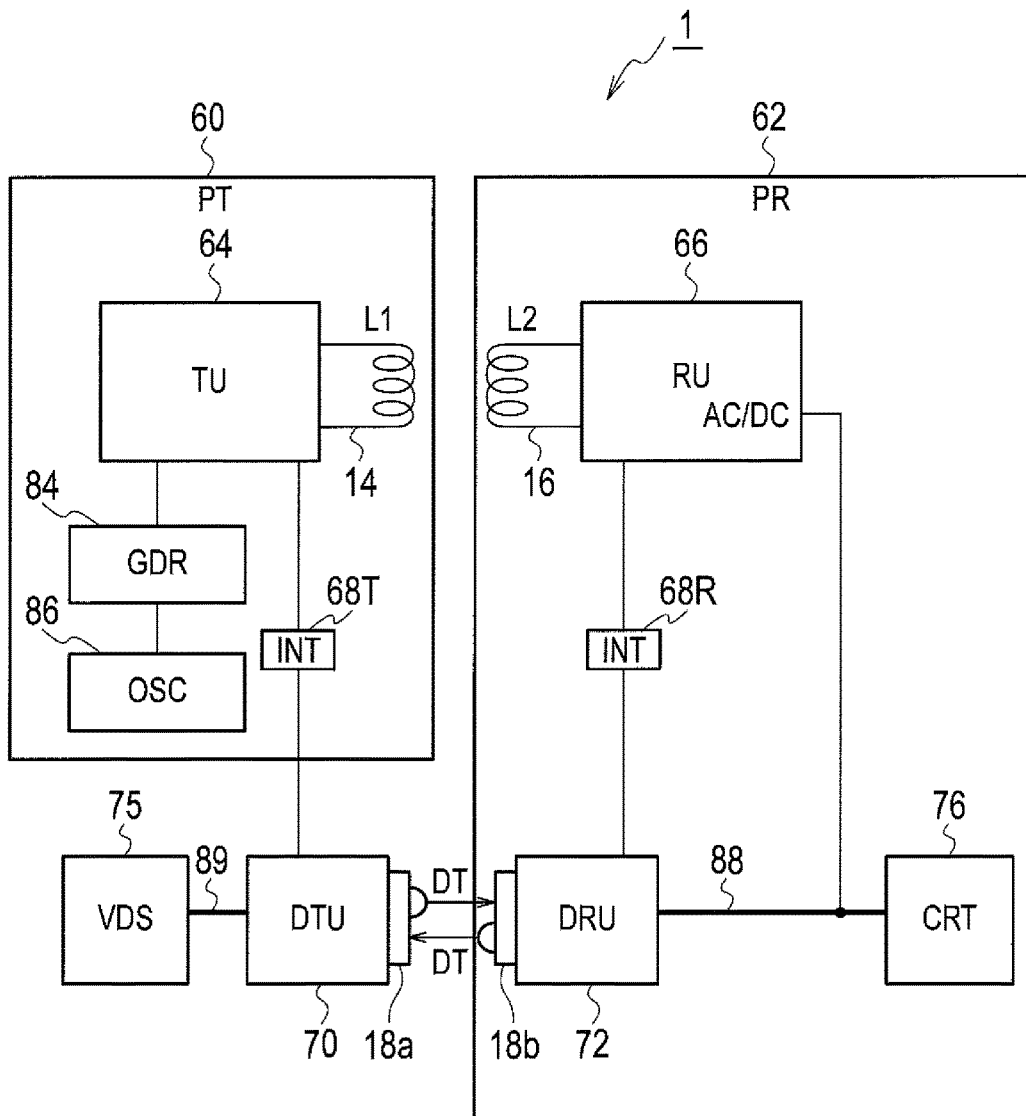 1
60
62
PT
PR
64
66
L1
L2
TU
RU
AC/DC
14
16
84
GDR
68T
68R
86
INT
INT
OSC
75
76
89
88
DT
VDS
DTU
DRU
CRT
DT
70
18a
18b
72